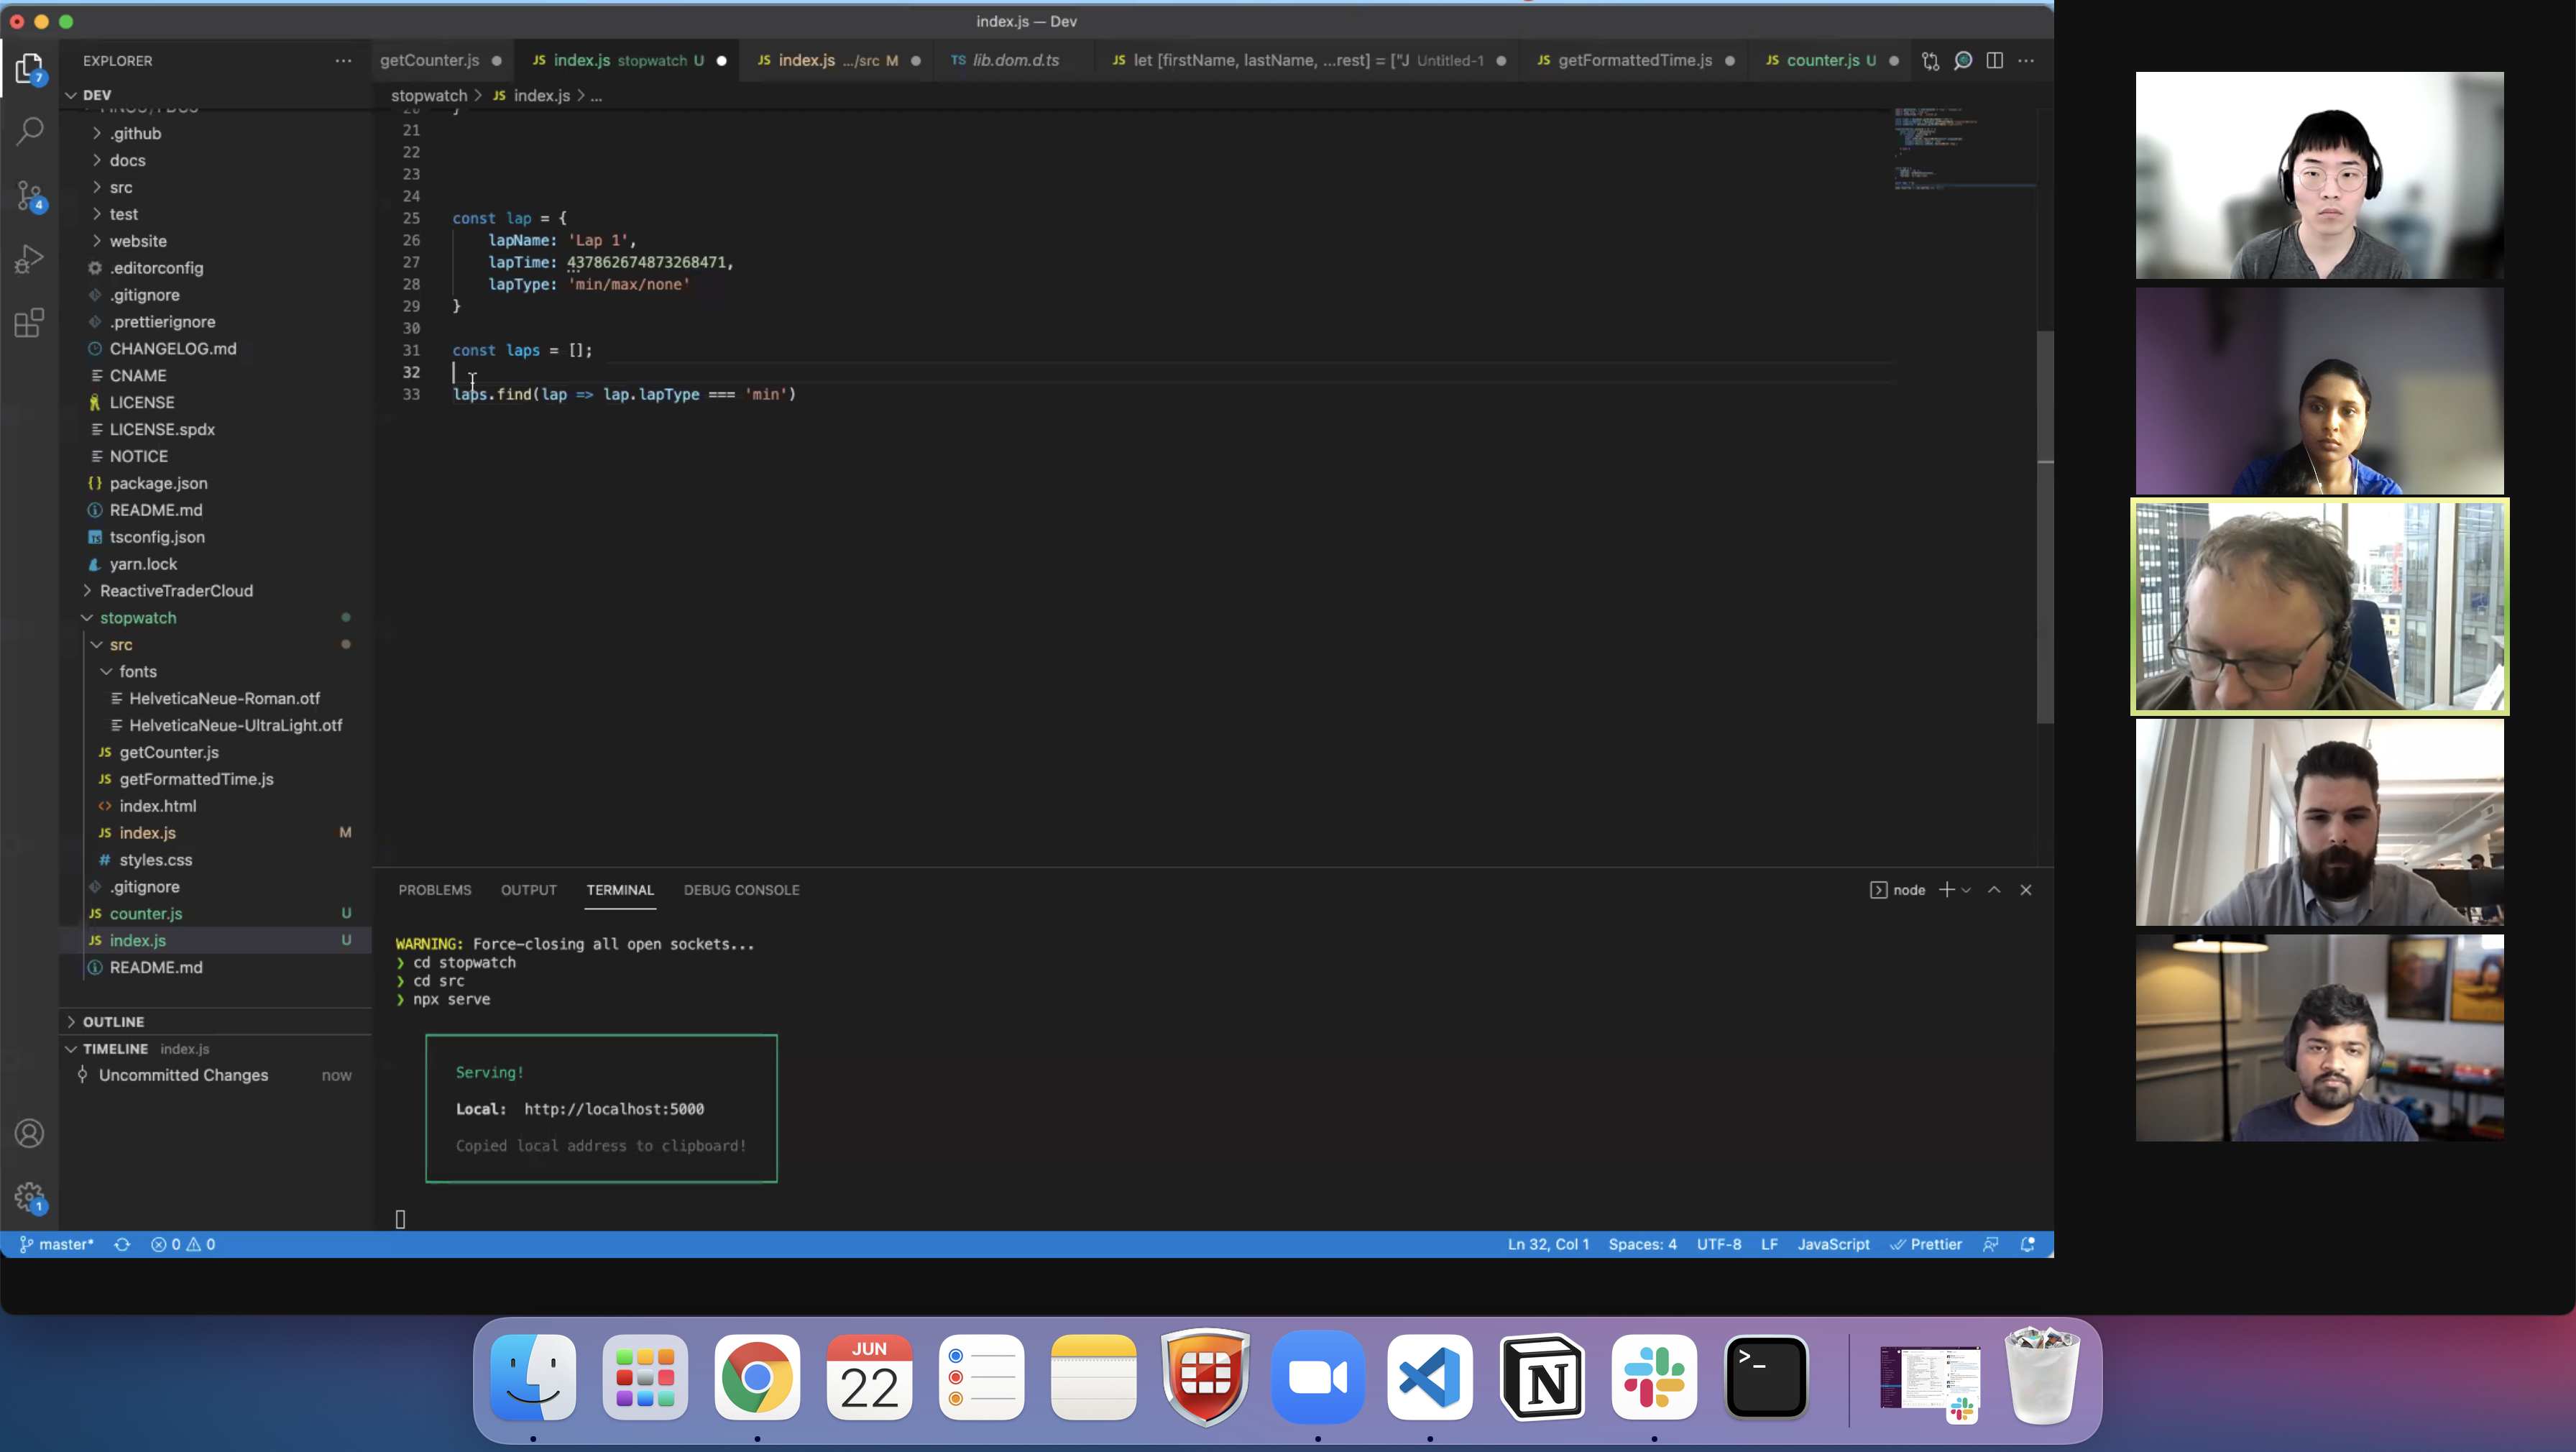 index.js — Dev
EXPLORER
getCounter.js
JS index.js stopwatch U
JS index.js .../src M
TS lib.dom.d.ts
JS let [firstName, lastName, ...rest] = ["J Untitled-1
JS getFormattedTime.js
JS counter.js U
DEV
stopwatch > JS index.js > ...
.github
docs
src
test
website
.editorconfig
.gitignore
.prettierignore
CHANGELOG.md
CNAME
LICENSE
LICENSE.spdx
NOTICE
package.json
README.md
tsconfig.json
yarn.lock
ReactiveTraderCloud
stopwatch
src
fonts
HelveticaNeue-Roman.otf
HelveticaNeue-UltraLight.otf
JS getCounter.js
JS getFormattedTime.js
index.html
JS index.js M
# styles.css
.gitignore
JS counter.js U
JS index.js U
README.md
OUTLINE
TIMELINE index.js
Uncommitted Changes now
7
4
1
20 }
21
22
23
24
25 const lap = {
26 lapName: 'Lap 1',
27 lapTime: 437862674873268471,
28 lapType: 'min/max/none'
29 }
30
31 const laps = [];
32
33 laps.find(lap => lap.lapType === 'min')
PROBLEMS OUTPUT TERMINAL DEBUG CONSOLE
node
WARNING: Force-closing all open sockets...
❯ cd stopwatch
❯ cd src
❯ npx serve
Serving!
Local: http://localhost:5000
Copied local address to clipboard!
master* 0 0
Ln 32, Col 1 Spaces: 4 UTF-8 LF JavaScript Prettier
JUN
22
N
>_